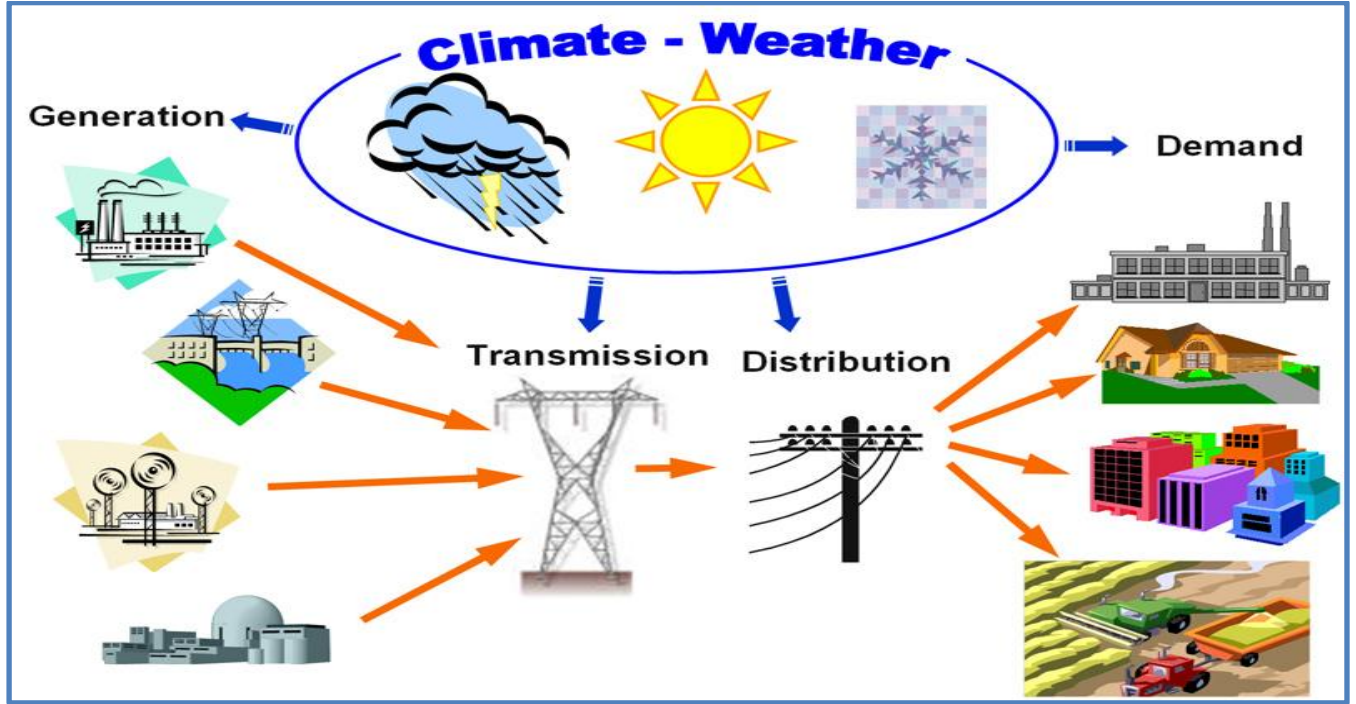 Climate - Weather
Generation
Demand
Transmission
Distribution